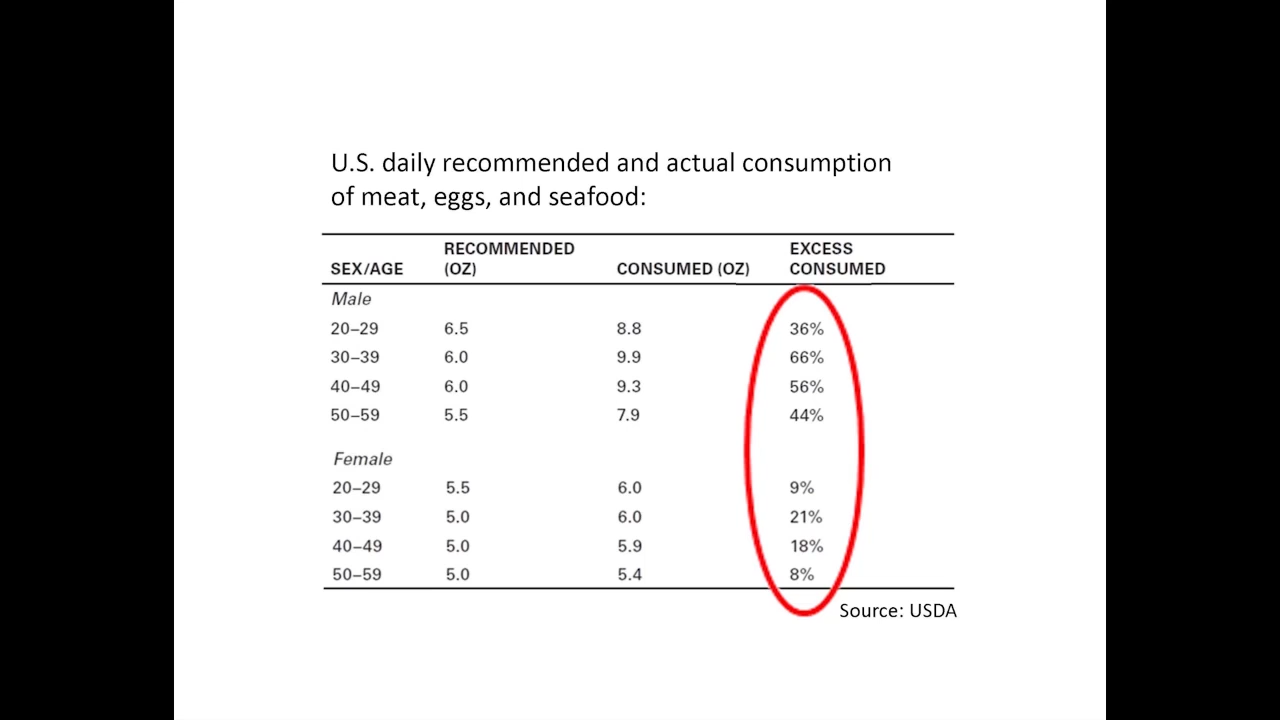 U.S. daily recommended and actual consumption
of meat, eggs, and seafood:
SEX/AGE RECOMMENDED (OZ) CONSUMED (OZ) EXCESS CONSUMED
Male
20–29 6.5 8.8 36%
30–39 6.0 9.9 66%
40–49 6.0 9.3 56%
50–59 5.5 7.9 44%
Female
20–29 5.5 6.0 9%
30–39 5.0 6.0 21%
40–49 5.0 5.9 18%
50–59 5.0 5.4 8%
Source: USDA